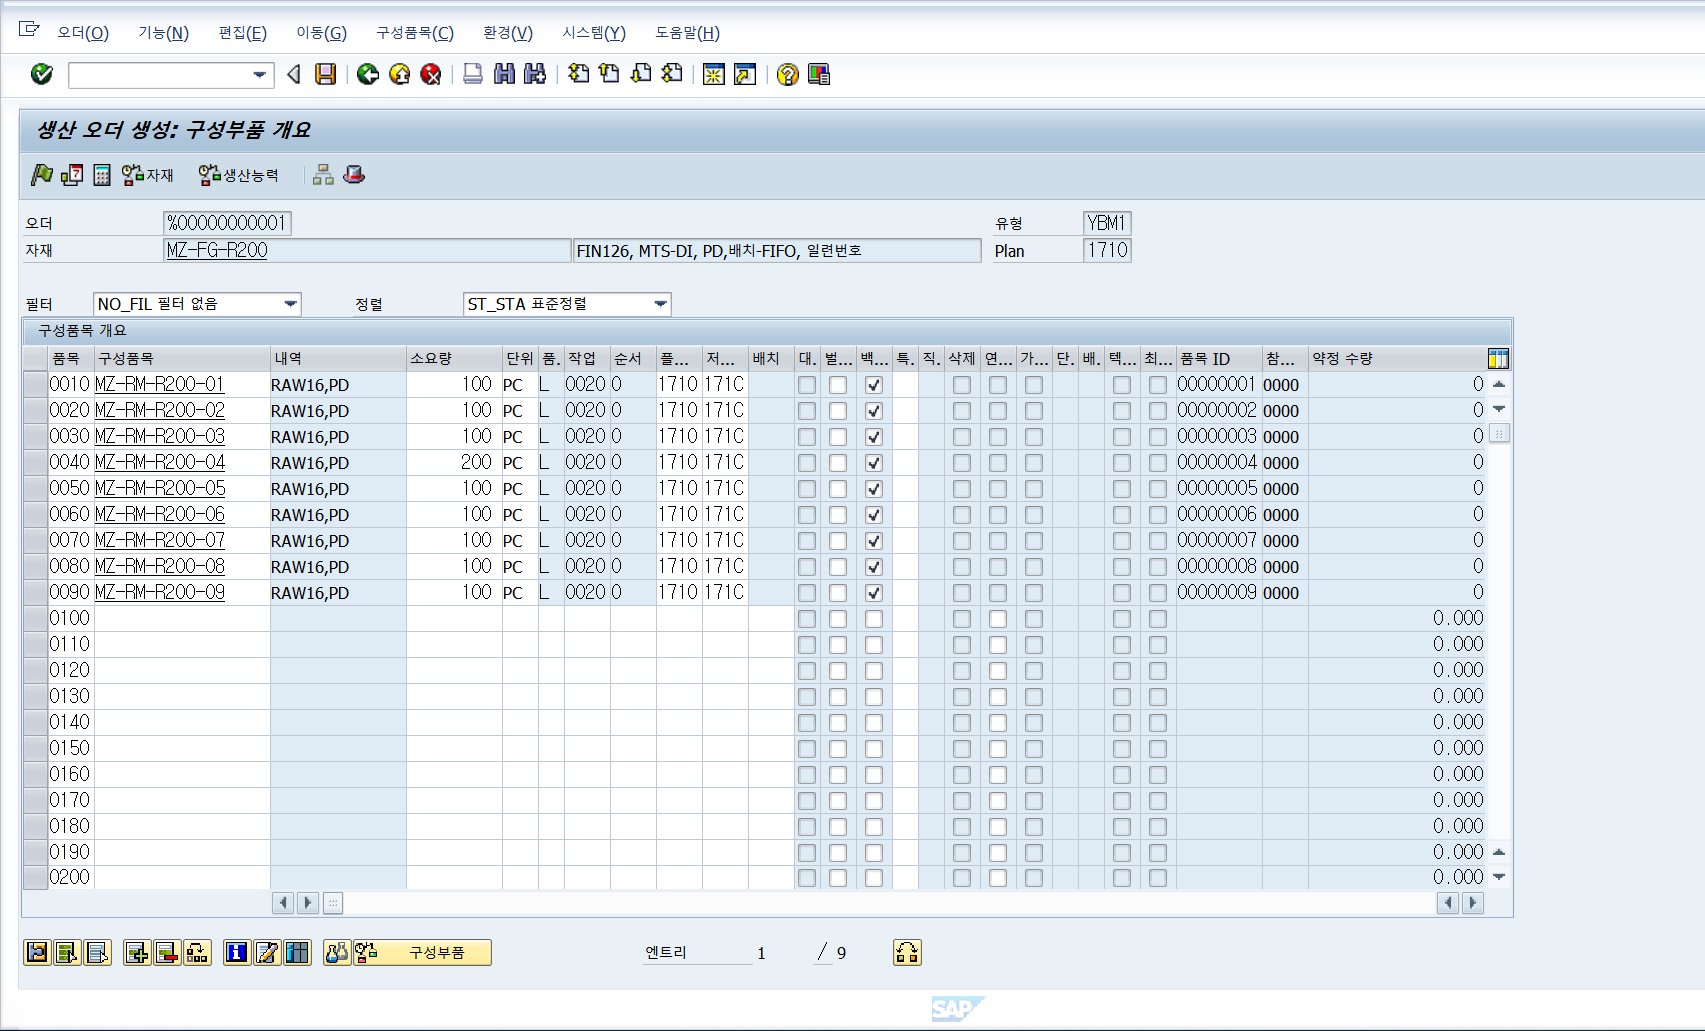 오더(O) 기능(N) 편집(E) 이동(G) 구성품목(C) 환경(V) 시스템(Y) 도움말(H)
생산 오더 생성: 구성부품 개요
자재 생산능력
오더 %00000000001 유형 YBM1
자재 MZ-FG-R200 FIN126, MTS-DI, PD,배치-FIFO, 일련번호 Plan 1710
필터 NO_FIL 필터 없음 정렬 ST_STA 표준정렬
구성품목 개요
품목 구성품목 내역 소요량 단위 품. 작업 순서 플... 저... 배치 대. 벌... 백... 특. 직. 삭제 연... 가... 단. 배. 텍... 최... 품목 ID 참... 약정 수량
0010 MZ-RM-R200-01 RAW16,PD 100 PC L 0020 0 1710 171C 00000001 0000 0
0020 MZ-RM-R200-02 RAW16,PD 100 PC L 0020 0 1710 171C 00000002 0000 0
0030 MZ-RM-R200-03 RAW16,PD 100 PC L 0020 0 1710 171C 00000003 0000 0
0040 MZ-RM-R200-04 RAW16,PD 200 PC L 0020 0 1710 171C 00000004 0000 0
0050 MZ-RM-R200-05 RAW16,PD 100 PC L 0020 0 1710 171C 00000005 0000 0
0060 MZ-RM-R200-06 RAW16,PD 100 PC L 0020 0 1710 171C 00000006 0000 0
0070 MZ-RM-R200-07 RAW16,PD 100 PC L 0020 0 1710 171C 00000007 0000 0
0080 MZ-RM-R200-08 RAW16,PD 100 PC L 0020 0 1710 171C 00000008 0000 0
0090 MZ-RM-R200-09 RAW16,PD 100 PC L 0020 0 1710 171C 00000009 0000 0
0100 0.000
0110 0.000
0120 0.000
0130 0.000
0140 0.000
0150 0.000
0160 0.000
0170 0.000
0180 0.000
0190 0.000
0200 0.000
구성부품 엔트리 1 / 9
SAP